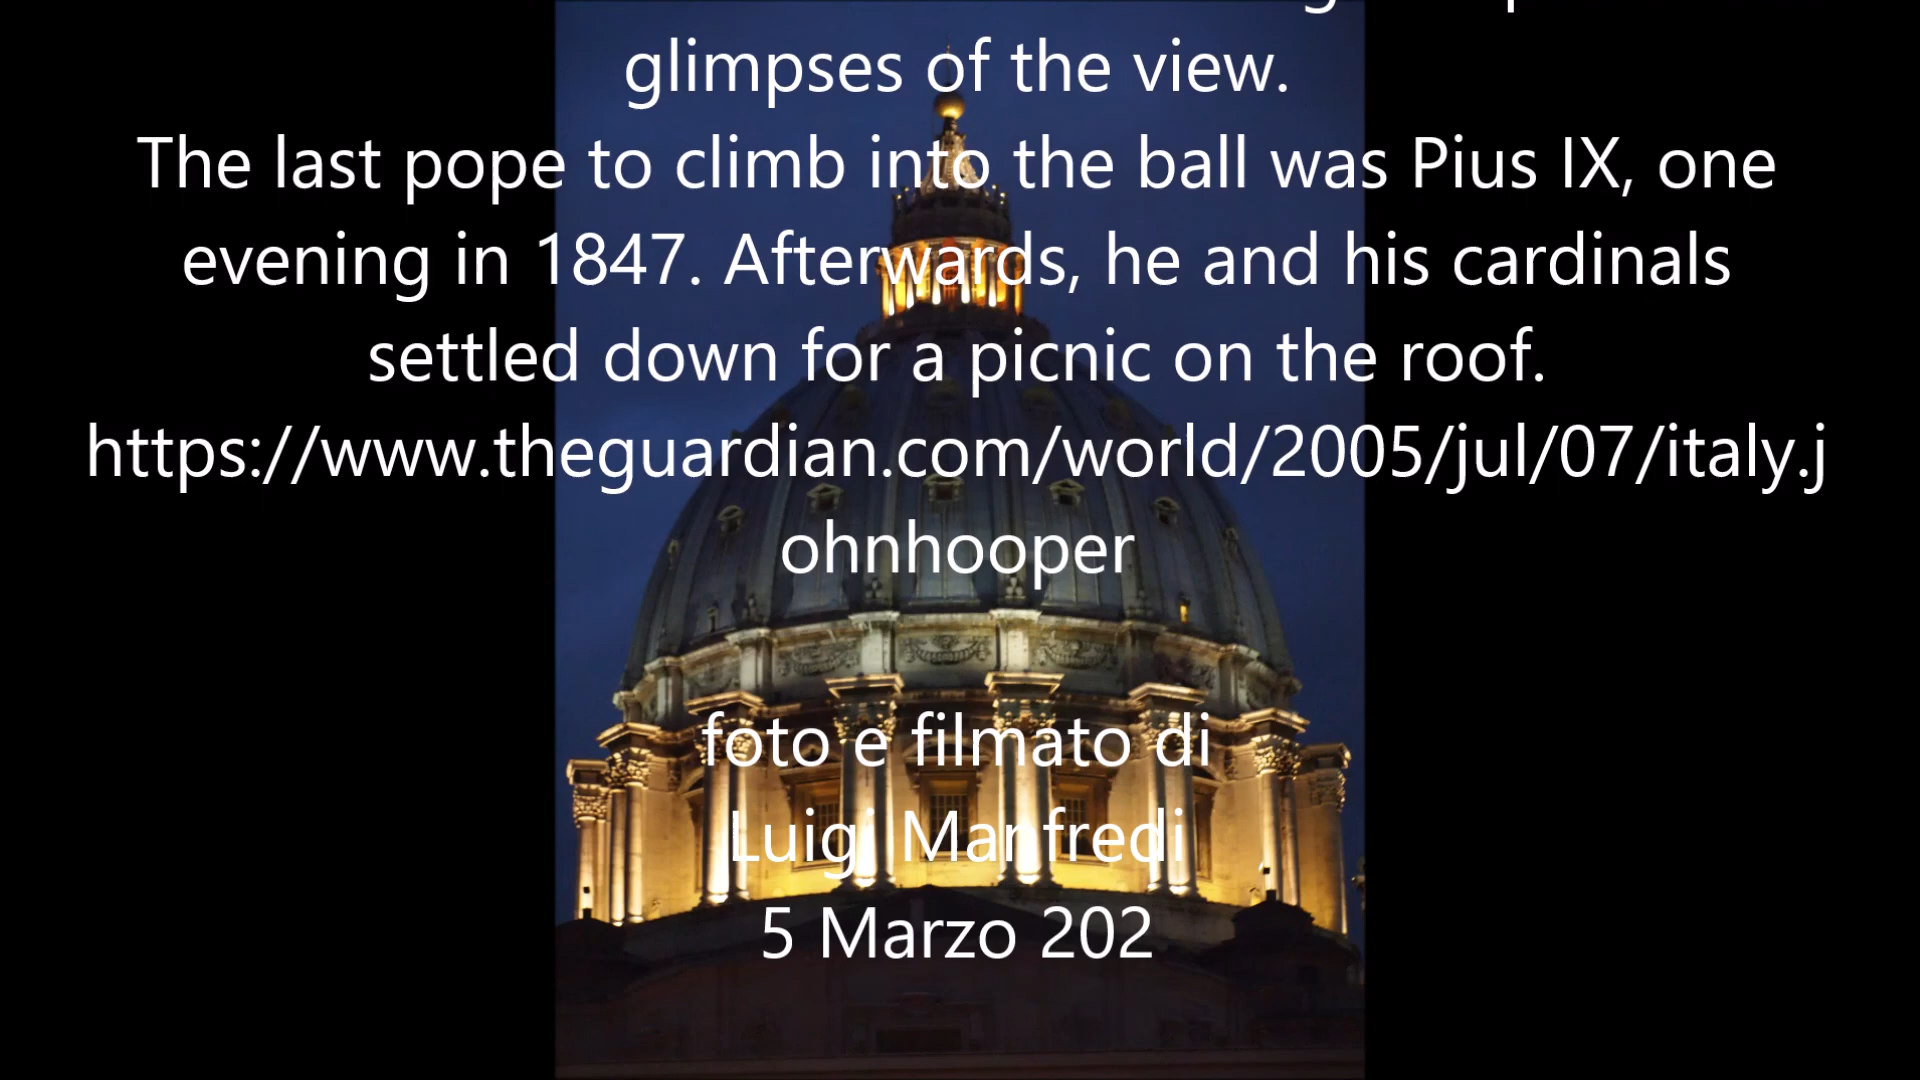 glimpses of the view.
The last pope to climb into the ball was Pius IX, one
evening in 1847. Afterwards, he and his cardinals
settled down for a picnic on the roof.
https://www.theguardian.com/world/2005/jul/07/italy.j
ohnhooper
foto e filmato di
Luigi Manfredi
5 Marzo 202